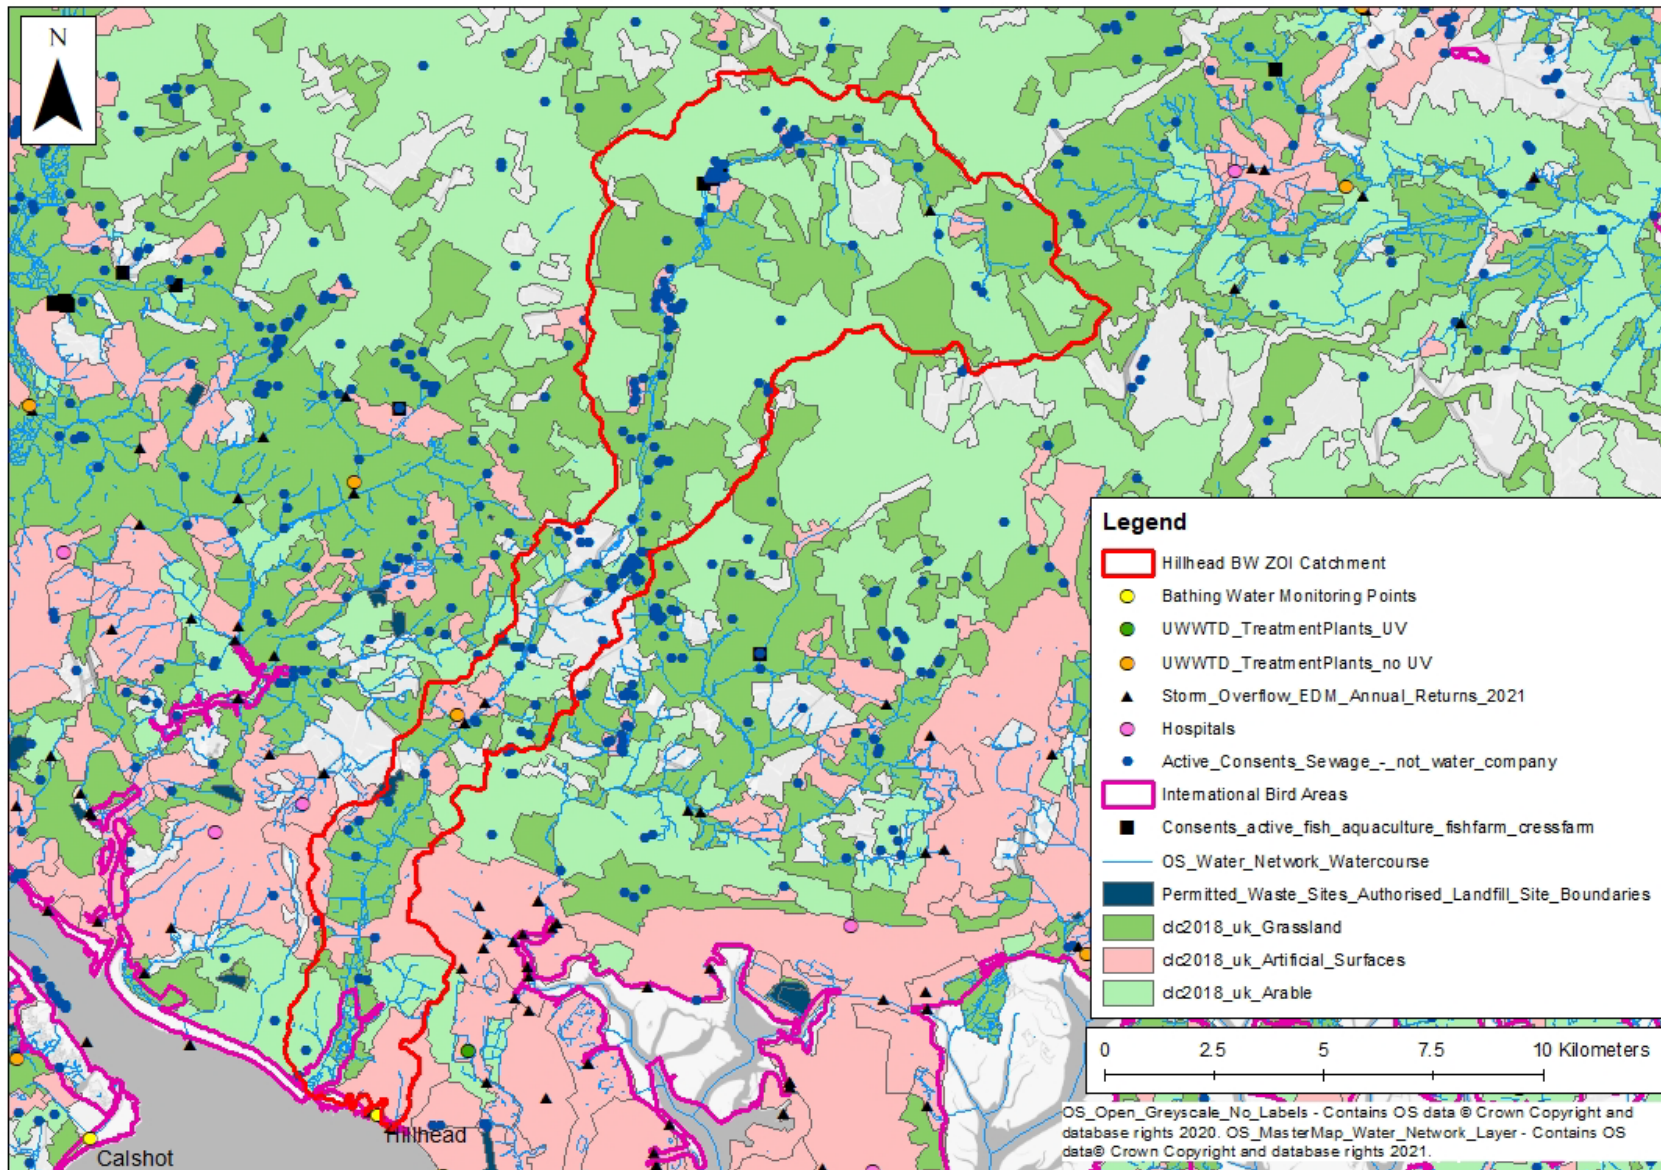 N
Legend
Hillhead BW ZOI Catchment
Bathing Water Monitoring Points
UWWTD_TreatmentPlants_UV
UWWTD_TreatmentPlants_no UV
Storm_Overflow_EDM_Annual_Returns_2021
Hospitals
Active_Consents_Sewage_-_not_water_company
International Bird Areas
Consents_active_fish_aquaculture_fishfarm_cressfarm
OS_Water_Network_Watercourse
Permitted_Waste_Sites_Authorised_Landfill_Site_Boundaries
clc2018_uk_Grassland
clc2018_uk_Artificial_Surfaces
clc2018_uk_Arable
0 2.5 5 7.5 10 Kilometers
OS_Open_Greyscale_No_Labels - Contains OS data © Crown Copyright and
database rights 2020. OS_MasterMap_Water_Network_Layer - Contains OS
data© Crown Copyright and database rights 2021.
Hillhead
Calshot